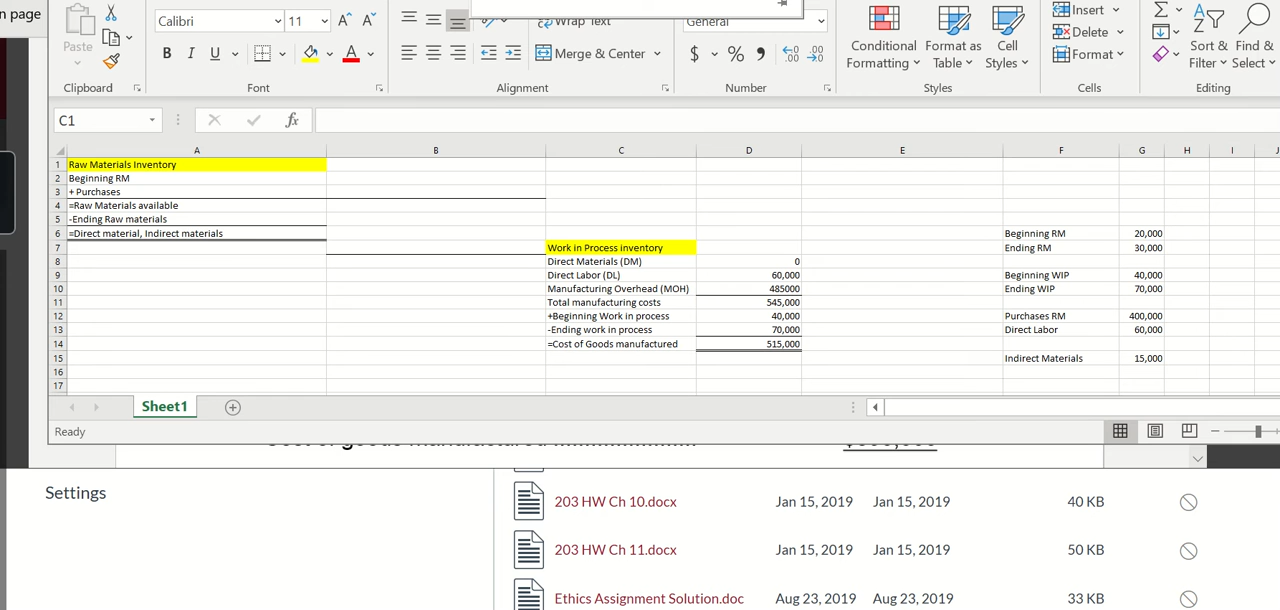 n page
Calibri 11 A^ A˅ Wrap Text General
Paste B I U A Merge & Center $ % , Conditional Formatting Format as Table Cell Styles Insert Delete Format Sort & Filter Find & Select
Clipboard Font Alignment Number Styles Cells Editing
C1 fx
A B C D E F G H I J
1 Raw Materials Inventory
2 Beginning RM
3 + Purchases
4 =Raw Materials available
5 -Ending Raw materials
6 =Direct material, Indirect materials Beginning RM 20,000
7 Work in Process inventory Ending RM 30,000
8 Direct Materials (DM) 0
9 Direct Labor (DL) 60,000 Beginning WIP 40,000
10 Manufacturing Overhead (MOH) 485000 Ending WIP 70,000
11 Total manufacturing costs 545,000
12 +Beginning Work in process 40,000 Purchases RM 400,000
13 -Ending work in process 70,000 Direct Labor 60,000
14 =Cost of Goods manufactured 515,000
15 Indirect Materials 15,000
16
17
Sheet1
Ready
Settings
203 HW Ch 10.docx Jan 15, 2019 Jan 15, 2019 40 KB
203 HW Ch 11.docx Jan 15, 2019 Jan 15, 2019 50 KB
Ethics Assignment Solution.doc Aug 23, 2019 Aug 23, 2019 33 KB